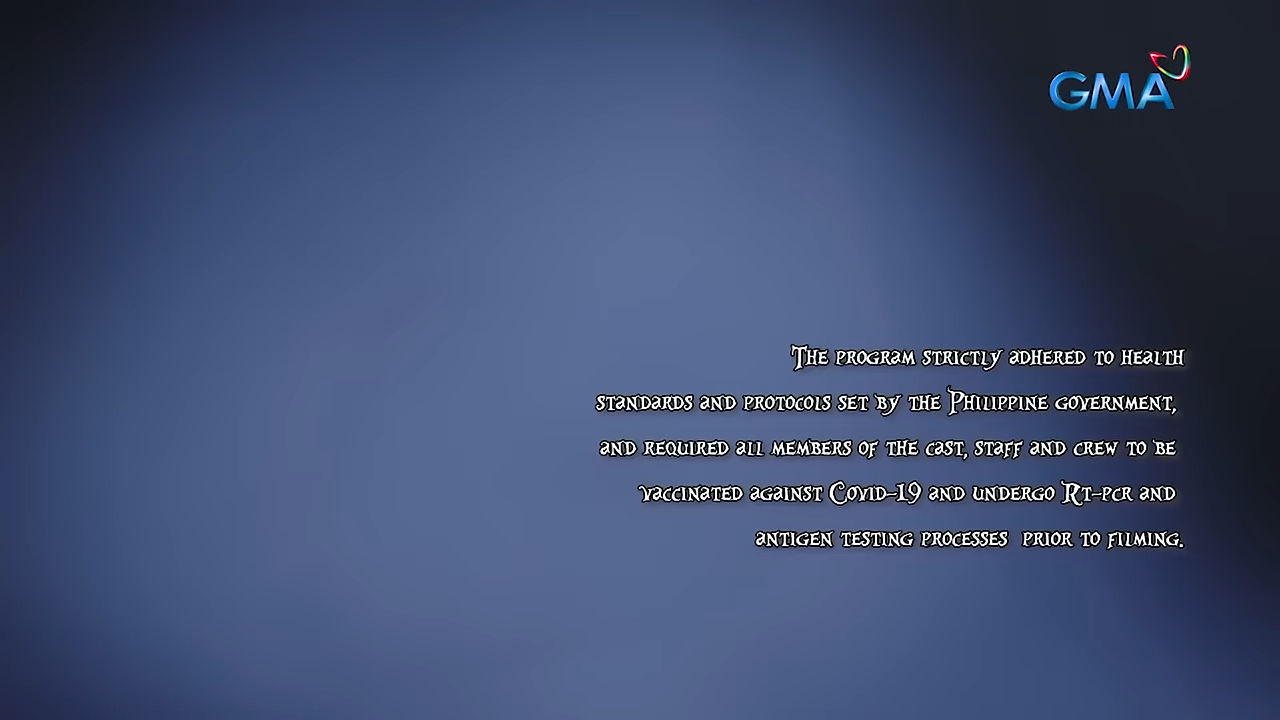 GMA
The program strictly adhered to health
standards and protocols set by the Philippine government,
and required all members of the cast, staff and crew to be
vaccinated against Covid-19 and undergo Rt-pcr and
antigen testing processes prior to filming.